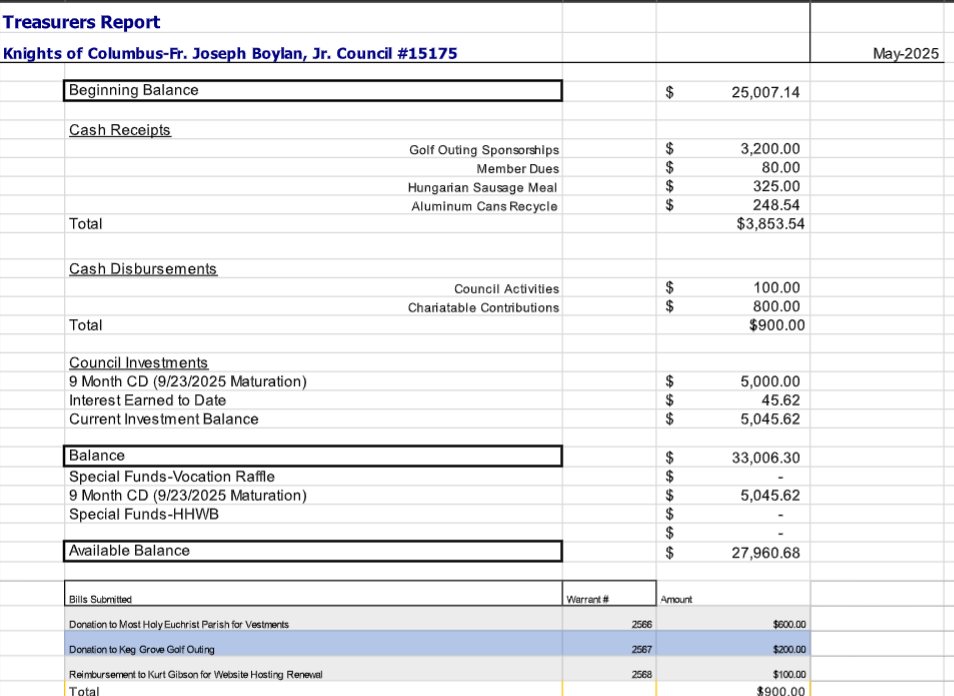 Treasurers Report
Knights of Columbus-Fr. Joseph Boylan, Jr. Council #15175 May-2025
Beginning Balance $ 25,007.14
Cash Receipts
Golf Outing Sponsorships $ 3,200.00
Member Dues $ 80.00
Hungarian Sausage Meal $ 325.00
Aluminum Cans Recycle $ 248.54
Total $3,853.54
Cash Disbursements
Council Activities $ 100.00
Chariatable Contributions $ 800.00
Total $900.00
Council Investments
9 Month CD (9/23/2025 Maturation) $ 5,000.00
Interest Earned to Date $ 45.62
Current Investment Balance $ 5,045.62
Balance $ 33,006.30
Special Funds-Vocation Raffle $ -
9 Month CD (9/23/2025 Maturation) $ 5,045.62
Special Funds-HHWB $ -
$ -
Available Balance $ 27,960.68
Bills Submitted Warrant # Amount
Donation to Most Holy Euchrist Parish for Vestments 2566 $600.00
Donation to Keg Grove Golf Outing 2567 $200.00
Reimbursement to Kurt Gibson for Website Hosting Renewal 2568 $100.00
Total $900.00